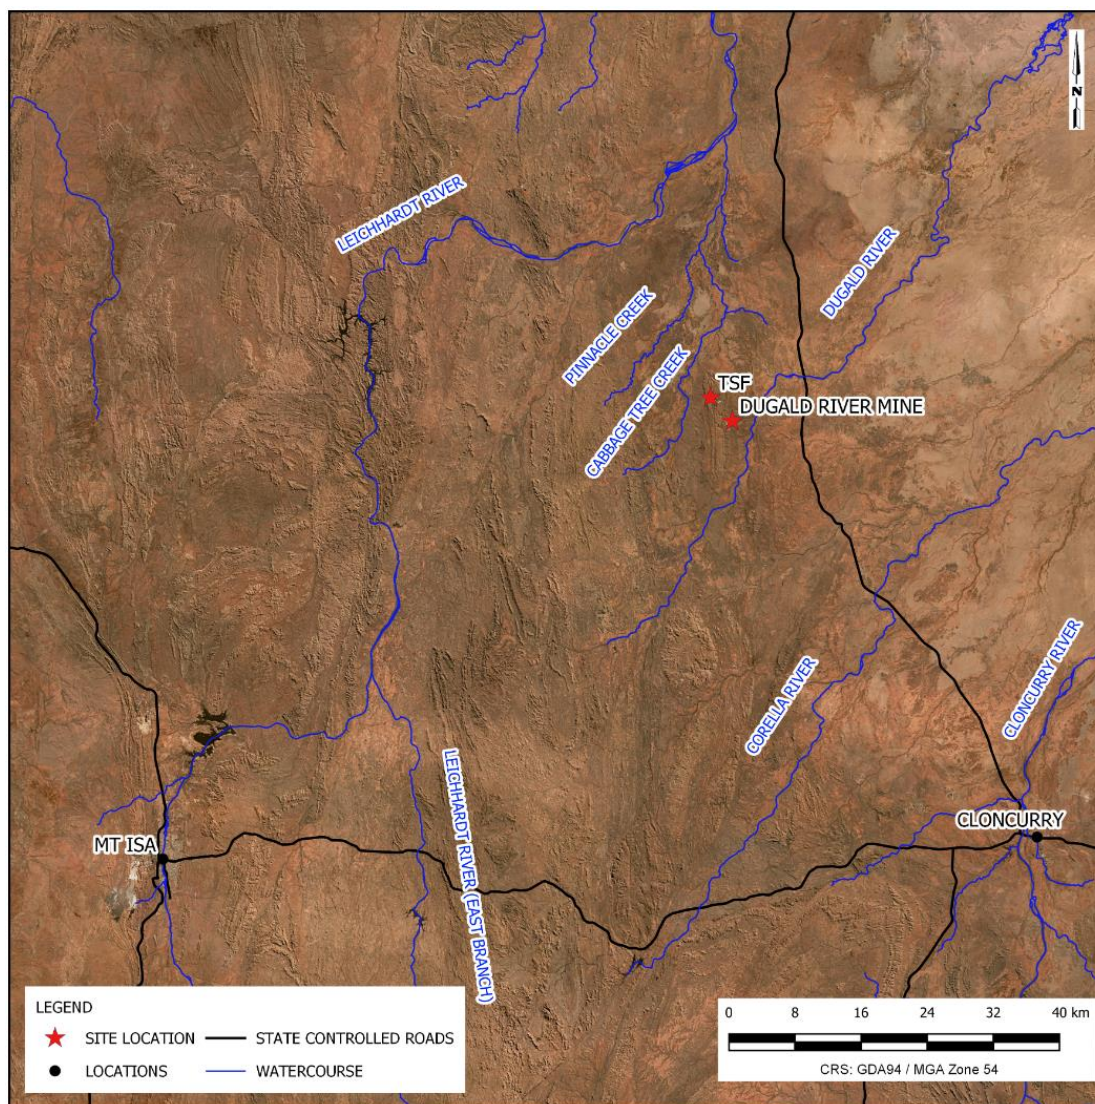 N
LEICHHARDT RIVER
DUGALD RIVER
PINNACLE CREEK
CABBAGE TREE CREEK
TSF
DUGALD RIVER MINE
CORELLA RIVER
CLONCURRY RIVER
LEICHHARDT RIVER (EAST BRANCH)
CLONCURRY
MT ISA
LEGEND
SITE LOCATION
STATE CONTROLLED ROADS
LOCATIONS
WATERCOURSE
0 8 16 24 32 40 km
CRS: GDA94 / MGA Zone 54